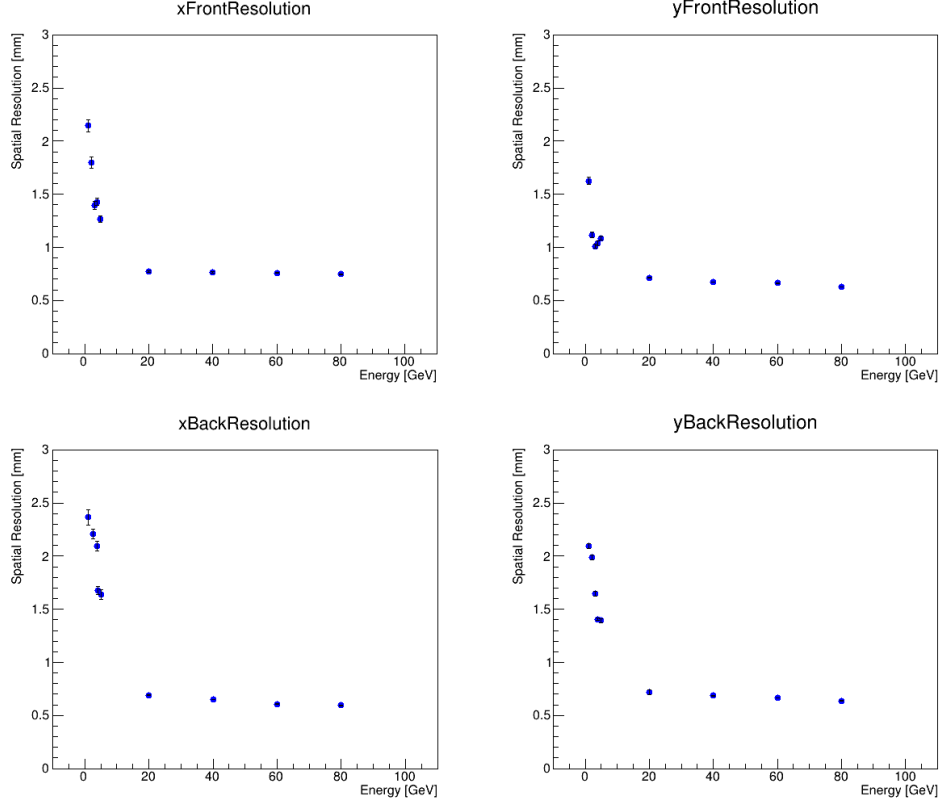 xFrontResolution
Spatial Resolution [mm]
3
2.5
2
1.5
1
0.5
0
0 20 40 60 80 100
Energy [GeV]
yFrontResolution
Spatial Resolution [mm]
3
2.5
2
1.5
1
0.5
0
0 20 40 60 80 100
Energy [GeV]
xBackResolution
Spatial Resolution [mm]
3
2.5
2
1.5
1
0.5
0
0 20 40 60 80 100
Energy [GeV]
yBackResolution
Spatial Resolution [mm]
3
2.5
2
1.5
1
0.5
0
0 20 40 60 80 100
Energy [GeV]